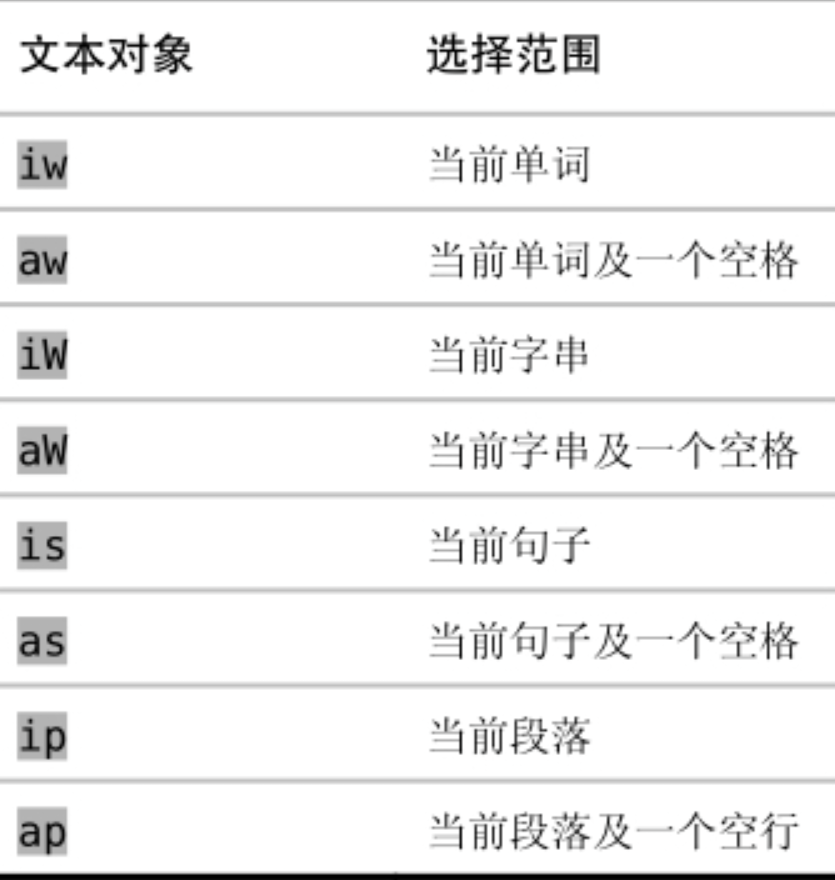 文本对象 选择范围
iw 当前单词
aw 当前单词及一个空格
iW 当前字串
aW 当前字串及一个空格
is 当前句子
as 当前句子及一个空格
ip 当前段落
ap 当前段落及一个空行